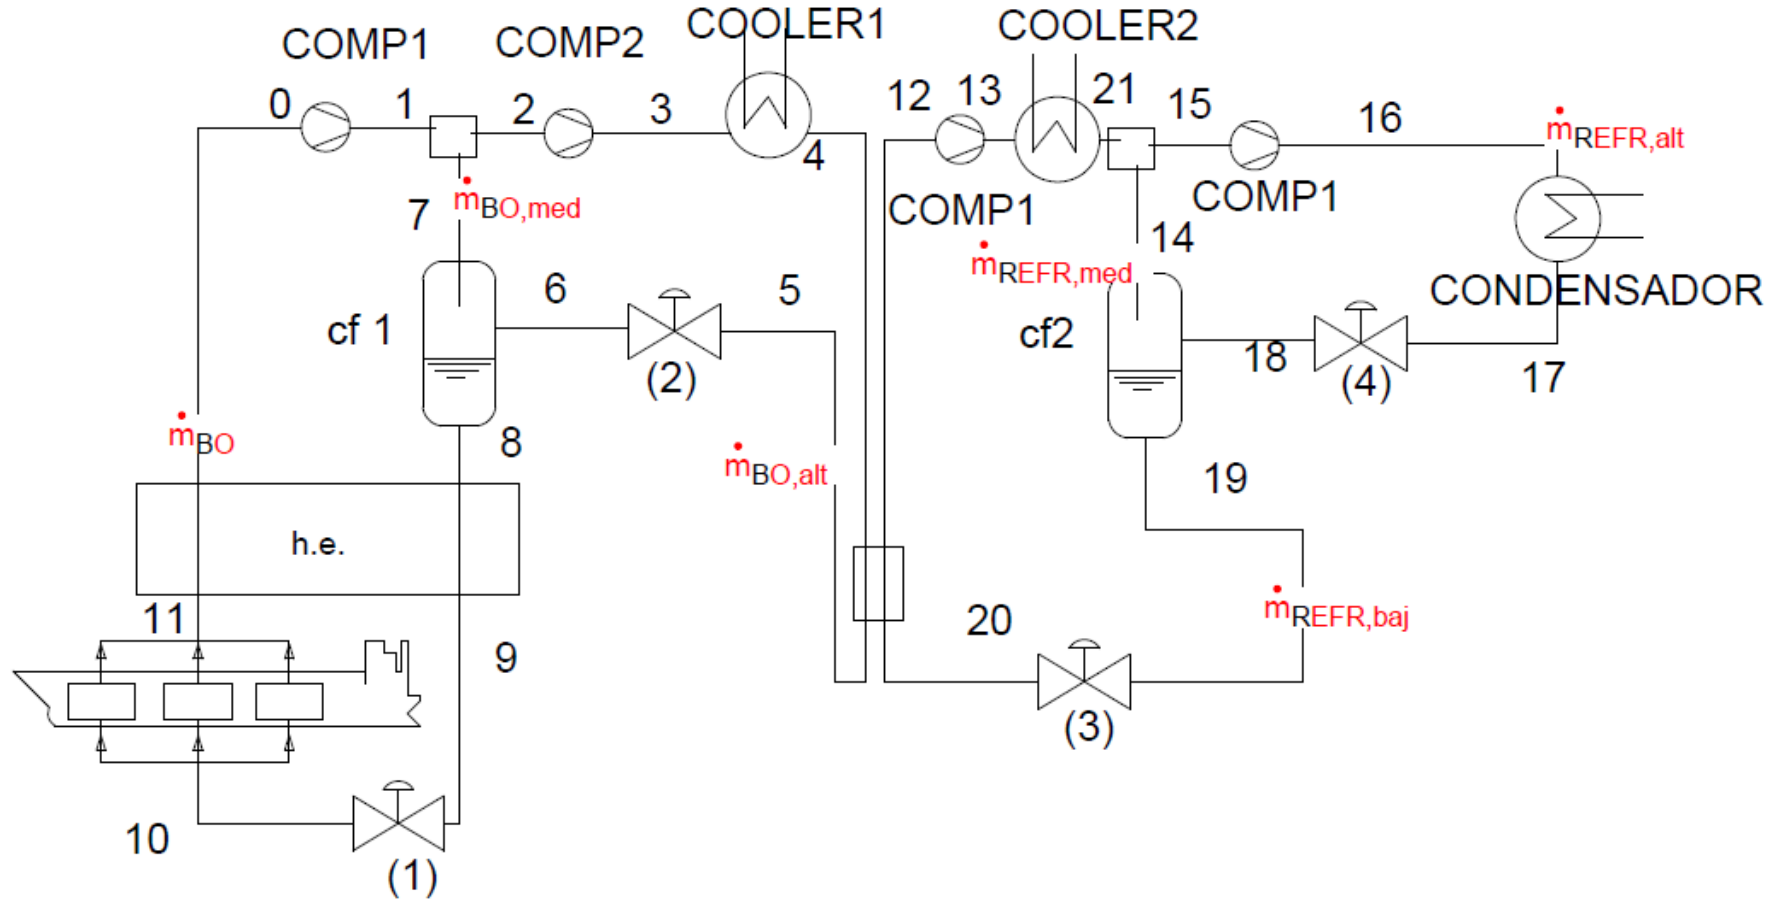 COMP1
COMP2
COOLER1
COOLER2
0
1
2
3
4
12
13
21
15
16
ṁREFR,alt
7
ṁBO,med
COMP1
COMP1
14
ṁREFR,med
CONDENSADOR
cf 1
6
5
cf2
18
17
(2)
(4)
ṁBO
8
ṁBO,alt
19
h.e.
11
9
20
ṁREFR,baj
(3)
10
(1)